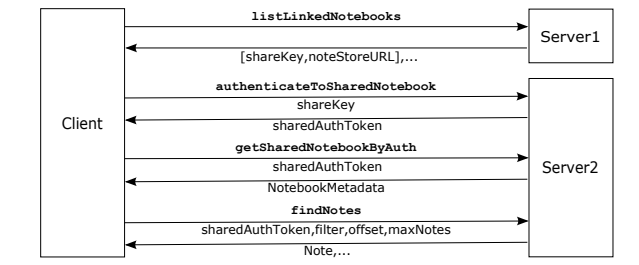 listLinkedNotebooks
Server1
[shareKey,noteStoreURL],...
authenticateToSharedNotebook
shareKey
Client
sharedAuthToken
getSharedNotebookByAuth
sharedAuthToken
Server2
NotebookMetadata
findNotes
sharedAuthToken,filter,offset,maxNotes
Note,...